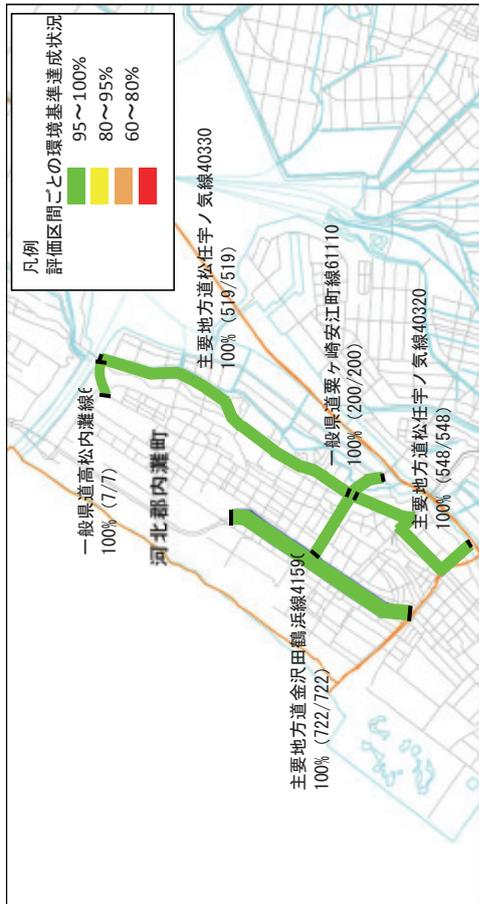 凡例
評価区間ごとの環境基準達成状況
95～100%
80～95%
60～80%
一般県道高松内灘線6
100% (7/7)
河北郡内灘町
主要地方道松任宇ノ気線40330
100% (519/519)
一般県道粟ヶ崎安江町線61110
100% (200/200)
主要地方道金沢田鶴浜線4159
100% (722/722)
主要地方道松任宇ノ気線40320
100% (548/548)